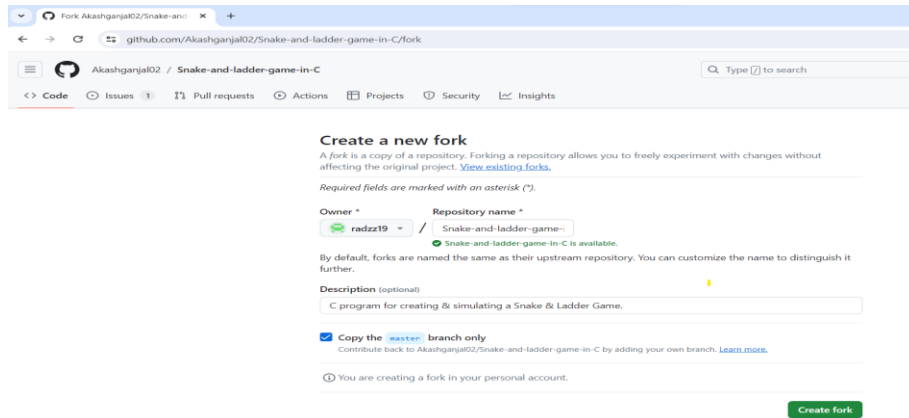 Fork Akashganjal02/Snake-and
github.com/Akashganjal02/Snake-and-ladder-game-in-C/fork
Akashganjal02 / Snake-and-ladder-game-in-C
Type / to search
<> Code Issues 1 Pull requests Actions Projects Security Insights
Create a new fork
A fork is a copy of a repository. Forking a repository allows you to freely experiment with changes without
affecting the original project. View existing forks.
Required fields are marked with an asterisk (*).
Owner * Repository name *
radzz19 / Snake-and-ladder-game-i
Snake-and-ladder-game-in-C is available.
By default, forks are named the same as their upstream repository. You can customize the name to distinguish it
further.
Description (optional)
C program for creating & simulating a Snake & Ladder Game.
Copy the master branch only
Contribute back to Akashganjal02/Snake-and-ladder-game-in-C by adding your own branch. Learn more.
You are creating a fork in your personal account.
Create fork